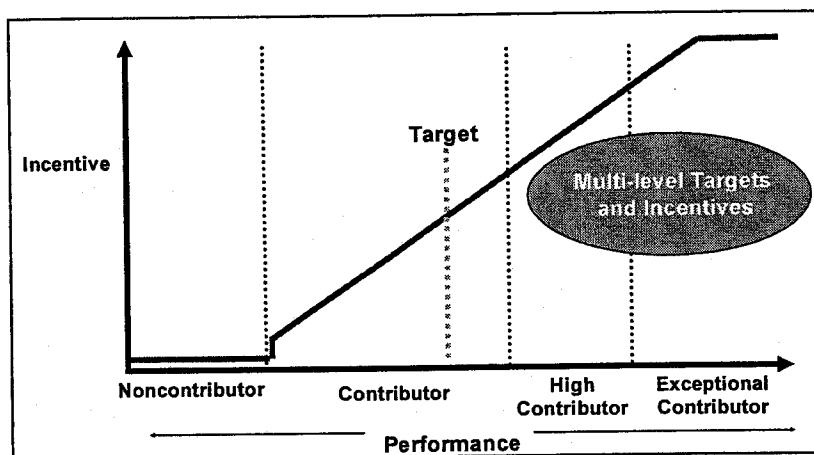 Target
Incentive
Multi-level Targets
and Incentives
Noncontributor
Contributor
High
Contributor
Exceptional
Contributor
Performance